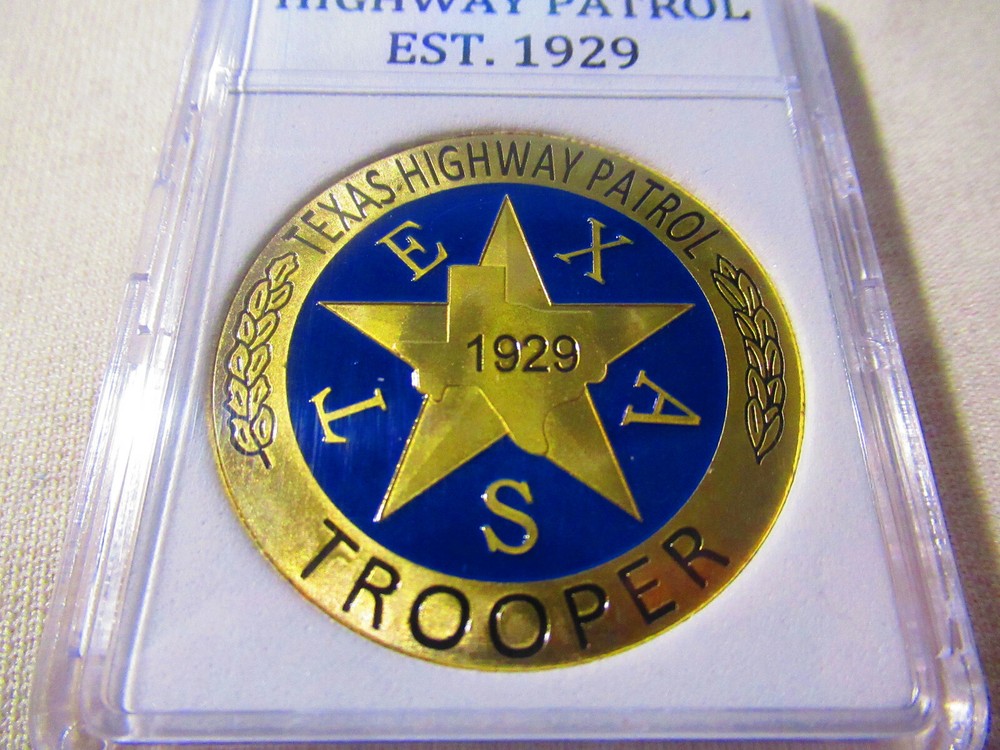 HIGHWAY PATROL
EST. 1929
TEXAS HIGHWAY PATROL
T E X A S
1929
TROOPER